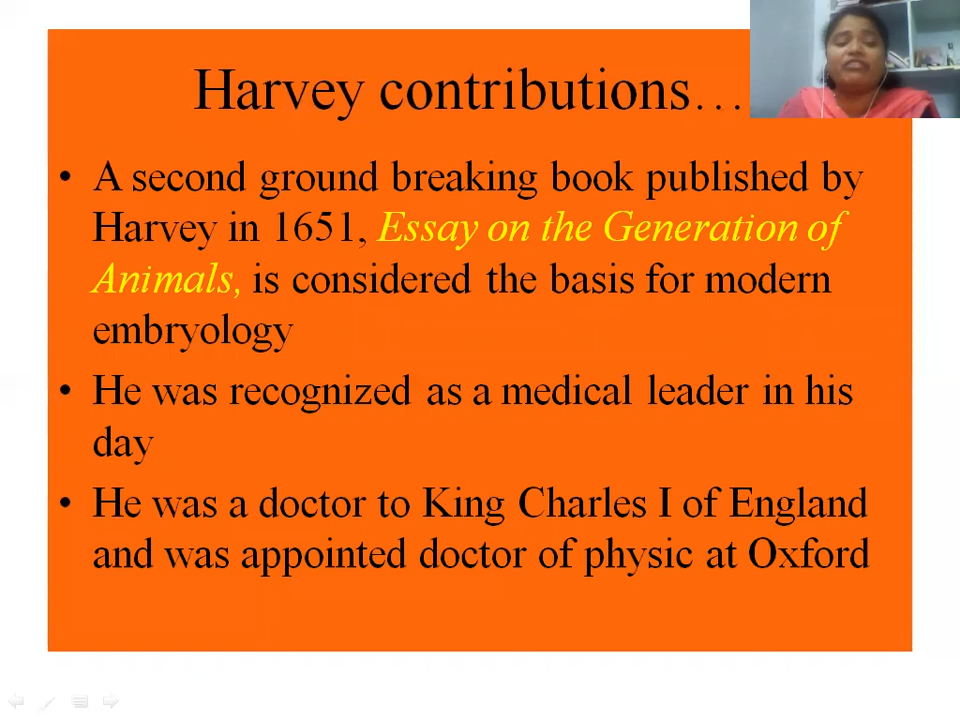 Harvey contributions…
• A second ground breaking book published by
Harvey in 1651, Essay on the Generation of
Animals, is considered the basis for modern
embryology
• He was recognized as a medical leader in his
day
• He was a doctor to King Charles I of England
and was appointed doctor of physic at Oxford